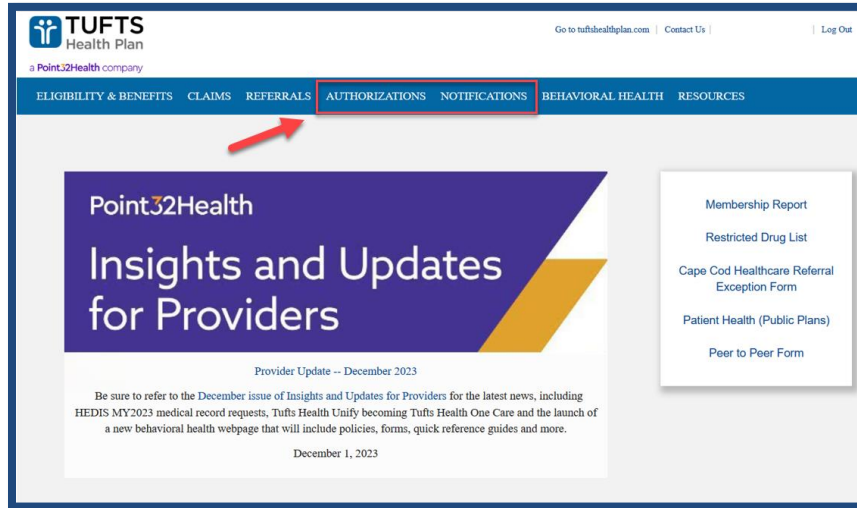 TUFTS
Health Plan
a Point32Health company
Go to tuftshealthplan.com | Contact Us | | Log Out
ELIGIBILITY & BENEFITS CLAIMS REFERRALS AUTHORIZATIONS NOTIFICATIONS BEHAVIORAL HEALTH RESOURCES
Point32Health
Insights and Updates
for Providers
Provider Update -- December 2023
Be sure to refer to the December issue of Insights and Updates for Providers for the latest news, including
HEDIS MY2023 medical record requests, Tufts Health Unify becoming Tufts Health One Care and the launch of
a new behavioral health webpage that will include policies, forms, quick reference guides and more.
December 1, 2023
Membership Report
Restricted Drug List
Cape Cod Healthcare Referral
Exception Form
Patient Health (Public Plans)
Peer to Peer Form